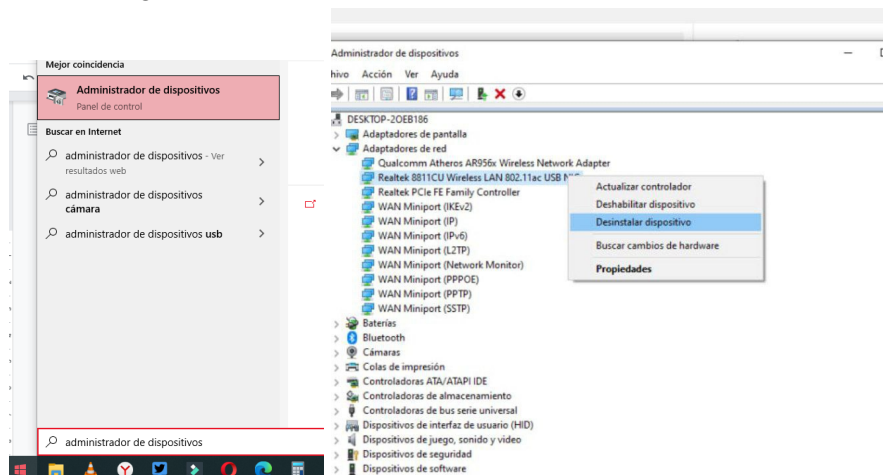 Mejor coincidencia
Administrador de dispositivos
Panel de control
Buscar en Internet
administrador de dispositivos - Ver
resultados web
administrador de dispositivos
cámara
administrador de dispositivos usb
administrador de dispositivos
Administrador de dispositivos
hivo Acción Ver Ayuda
DESKTOP-2OEB186
Adaptadores de pantalla
Adaptadores de red
Qualcomm Atheros AR956x Wireless Network Adapter
Realtek 8811CU Wireless LAN 802.11ac USB NIC
Realtek PCIe FE Family Controller
WAN Miniport (IKEv2)
WAN Miniport (IP)
WAN Miniport (IPv6)
WAN Miniport (L2TP)
WAN Miniport (Network Monitor)
WAN Miniport (PPPOE)
WAN Miniport (PPTP)
WAN Miniport (SSTP)
Baterías
Bluetooth
Cámaras
Colas de impresión
Controladoras ATA/ATAPI IDE
Controladoras de almacenamiento
Controladoras de bus serie universal
Dispositivos de interfaz de usuario (HID)
Dispositivos de juego, sonido y vídeo
Dispositivos de seguridad
Dispositivos de software
Actualizar controlador
Deshabilitar dispositivo
Desinstalar dispositivo
Buscar cambios de hardware
Propiedades